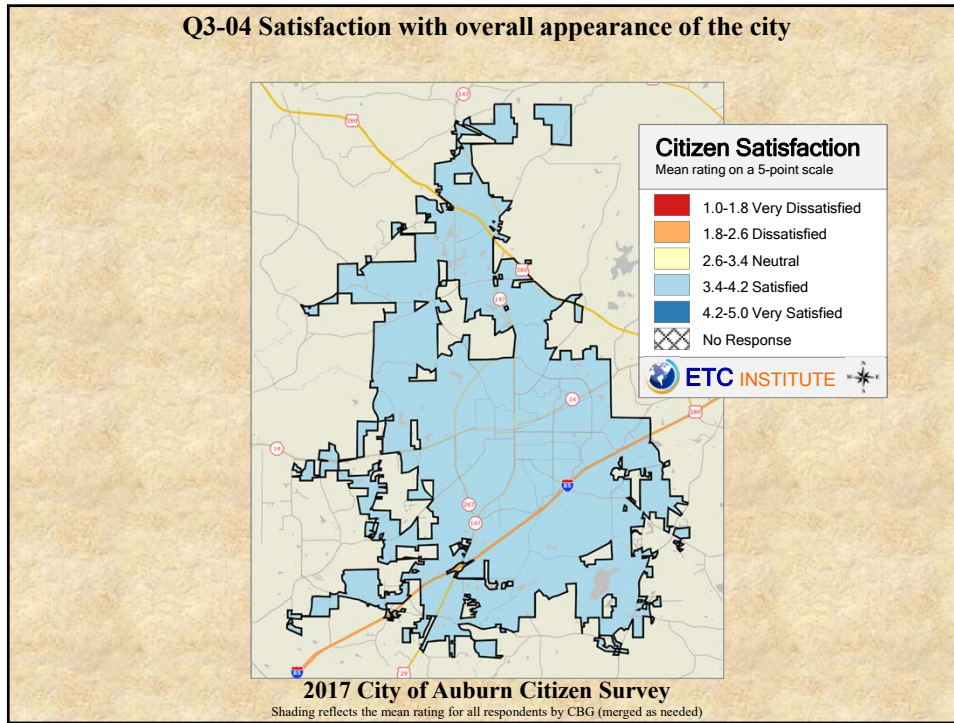 Q3-04 Satisfaction with overall appearance of the city
147
280
Citizen Satisfaction
Mean rating on a 5-point scale
1.0-1.8 Very Dissatisfied
1.8-2.6 Dissatisfied
2.6-3.4 Neutral
3.4-4.2 Satisfied
4.2-5.0 Very Satisfied
No Response
ETC INSTITUTE
N
W E
S
280
147
14
280
14
85
267
147
85
29
2017 City of Auburn Citizen Survey
Shading reflects the mean rating for all respondents by CBG (merged as needed)